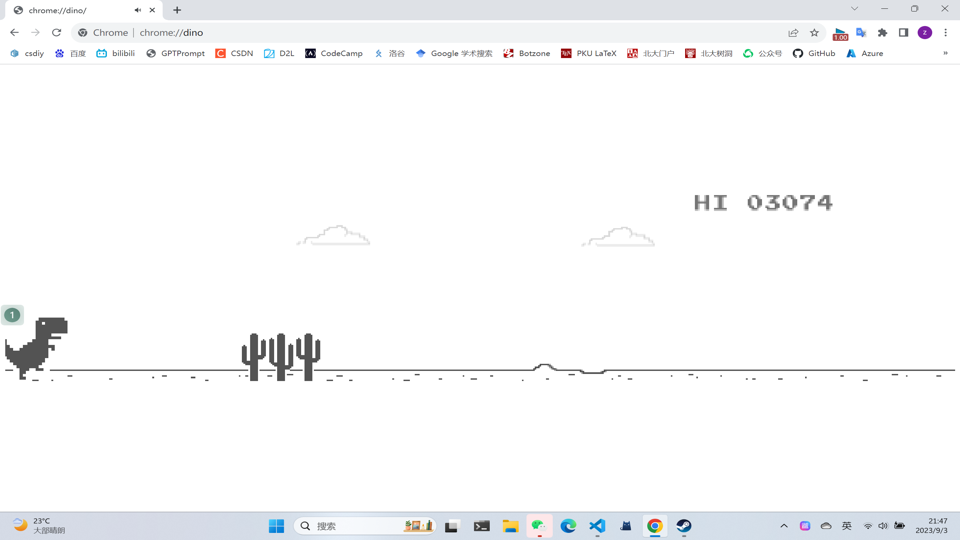 chrome://dino/
Chrome | chrome://dino
z
1.00
csdiy 百度 bilibili GPTPrompt CSDN D2L CodeCamp 洛谷 Google 学术搜索 Botzone PKU LaTeX 北大门户 北大树洞 公众号 GitHub Azure »
HI 03074
1
23°C
大部晴朗
搜索
英
21:47
2023/9/3